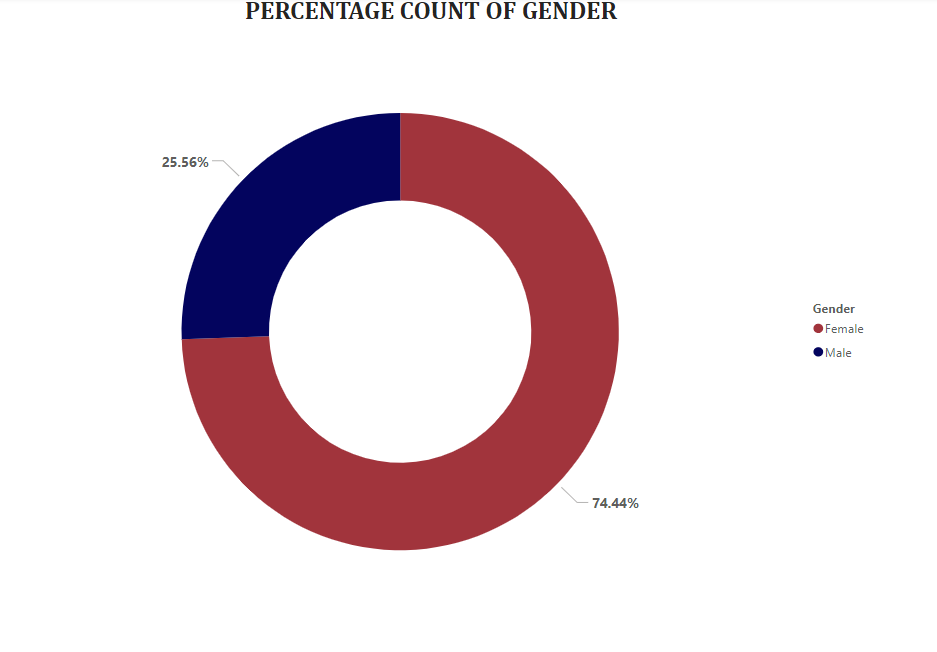 PERCENTAGE COUNT OF GENDER
25.56%
Gender
Female
Male
74.44%